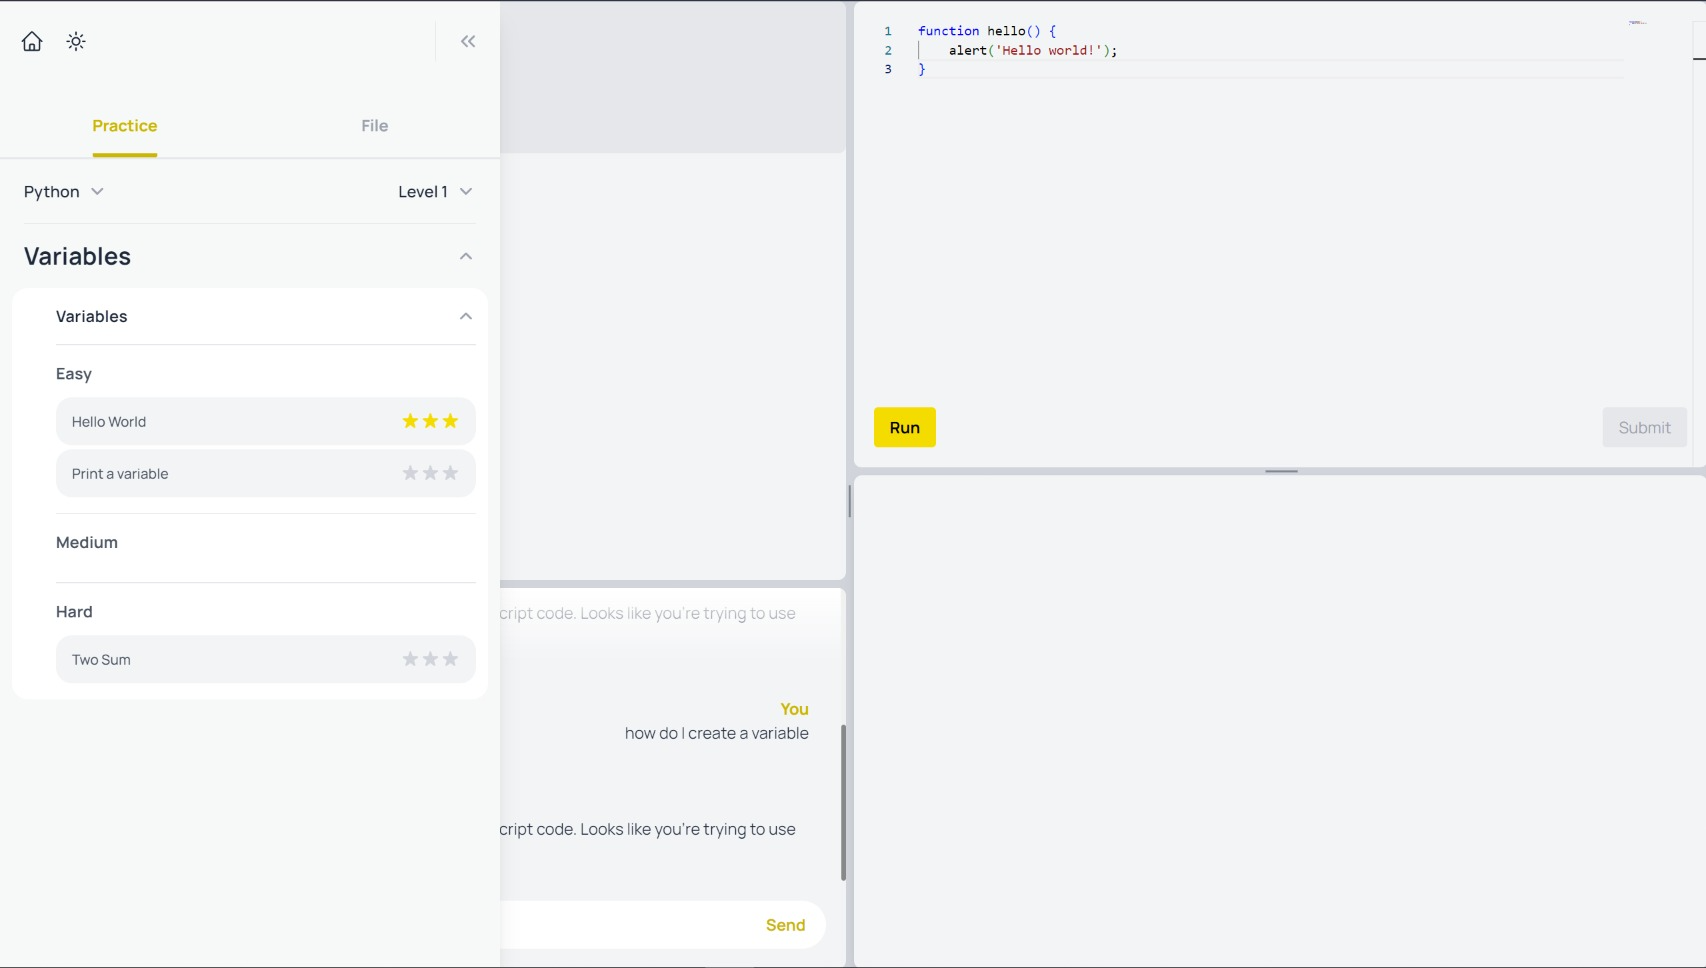 Practice
File
Python
Level 1
Variables
Variables
Easy
Hello World
Print a variable
Medium
Hard
Two Sum
cript code. Looks like you're trying to use
You
how do I create a variable
cript code. Looks like you're trying to use
Send
1 function hello() {
2 alert('Hello world!');
3 }
Run
Submit